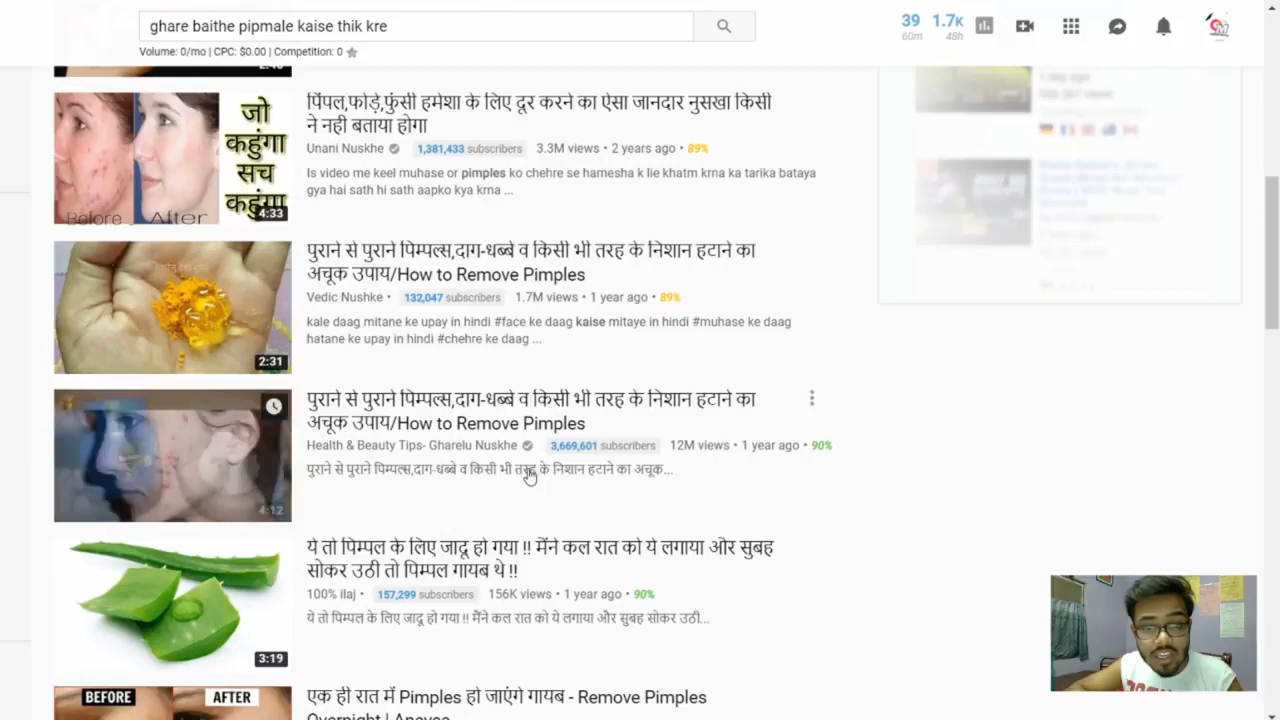 ghare baithe pipmale kaise thik kre
39 1.7K
60m 48h
Volume: 0/mo | CPC: $0.00 | Competition: 0
पिंपल,फोड़े,फुंसी हमेशा के लिए दूर करने का ऐसा जानदार नुसखा किसी
ने नही बताया होगा
Unani Nuskhe 1,381,433 subscribers 3.3M views • 2 years ago • 89%
Is video me keel muhase or pimples ko chehre se hamesha k lie khatm krna ka tarika bataya
gya hai sath hi sath aapko kya krna ...
जो
कहुंगा
सच
कहुंगा
Before After
4:33
पुराने से पुराने पिम्पल्स,दाग-धब्बे व किसी भी तरह के निशान हटाने का
अचूक उपाय/How to Remove Pimples
Vedic Nushke • 132,047 subscribers 1.7M views • 1 year ago • 89%
kale daag mitane ke upay in hindi #face ke daag kaise mitaye in hindi #muhase ke daag
hatane ke upay in hindi #chehre ke daag ...
2:31
पुराने से पुराने पिम्पल्स,दाग-धब्बे व किसी भी तरह के निशान हटाने का
अचूक उपाय/How to Remove Pimples
Health & Beauty Tips- Gharelu Nuskhe 3,669,601 subscribers 12M views • 1 year ago • 90%
पुराने से पुराने पिम्पल्स,दाग-धब्बे व किसी भी तरह के निशान हटाने का अचूक...
4:12
ये तो पिम्पल के लिए जादू हो गया !! मैंने कल रात को ये लगाया और सुबह
सोकर उठी तो पिम्पल गायब थे !!
100% ilaj • 157,299 subscribers 156K views • 1 year ago • 90%
ये तो पिम्पल के लिए जादू हो गया !! मैंने कल रात को ये लगाया और सुबह सोकर उठी...
3:19
BEFORE AFTER
एक ही रात में Pimples हो जाएंगे गायब - Remove Pimples